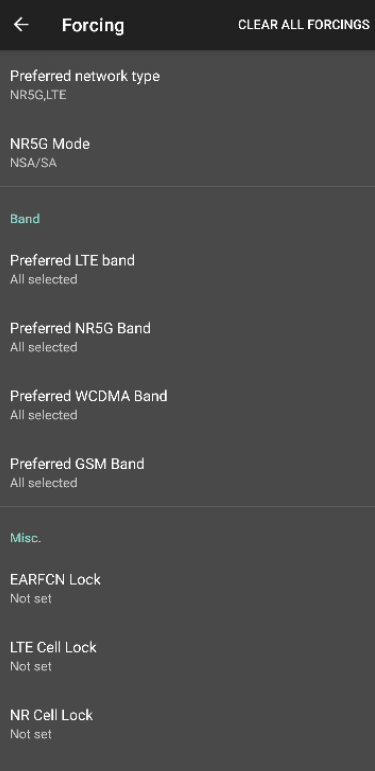 Forcing
CLEAR ALL FORCINGS
Preferred network type
NR5G,LTE
NR5G Mode
NSA/SA
Band
Preferred LTE band
All selected
Preferred NR5G Band
All selected
Preferred WCDMA Band
All selected
Preferred GSM Band
All selected
Misc.
EARFCN Lock
Not set
LTE Cell Lock
Not set
NR Cell Lock
Not set